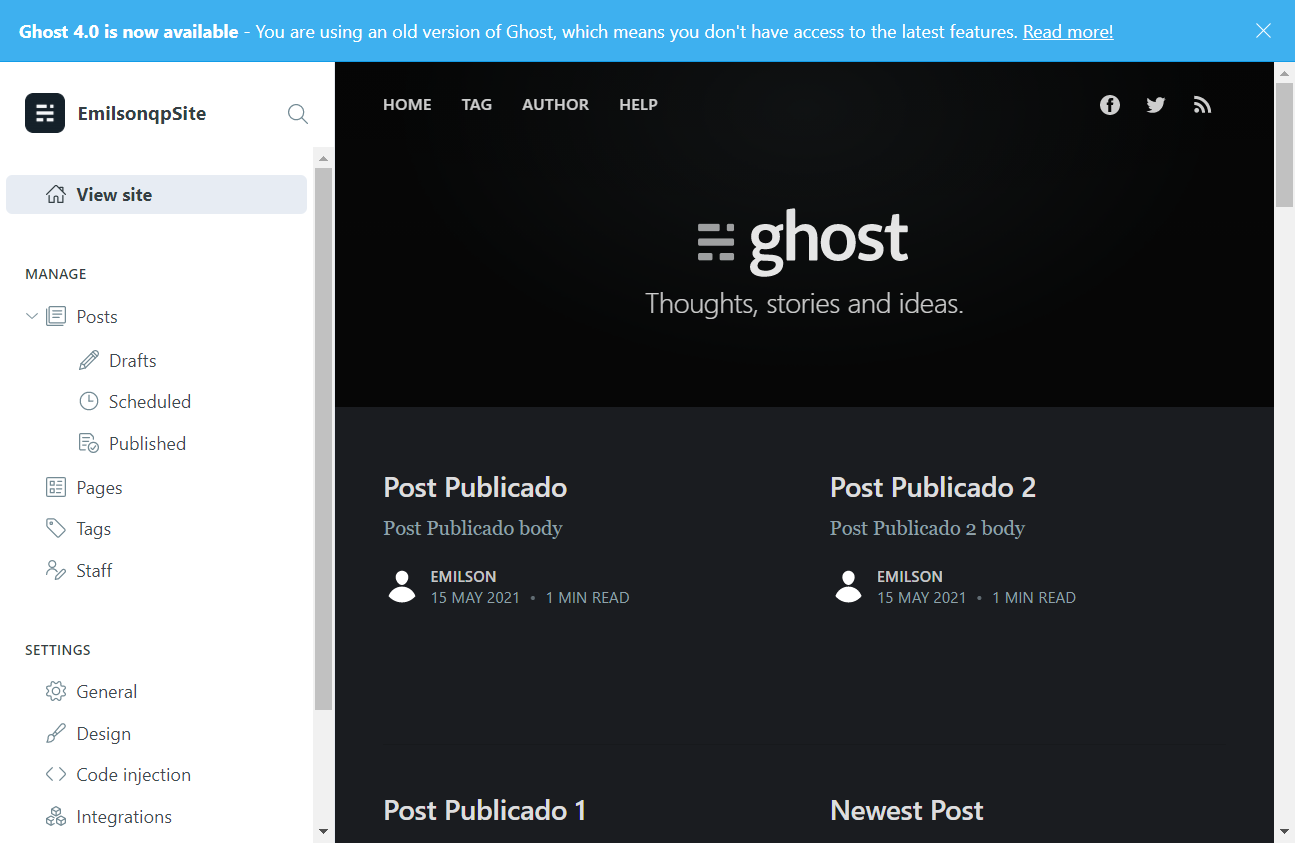 Ghost 4.0 is now available - You are using an old version of Ghost, which means you don't have access to the latest features. Read more!
EmilsonqpSite
View site
MANAGE
Posts
Drafts
Scheduled
Published
Pages
Tags
Staff
SETTINGS
General
Design
Code injection
Integrations
HOME TAG AUTHOR HELP
ghost
Thoughts, stories and ideas.
Post Publicado
Post Publicado body
EMILSON
15 MAY 2021 • 1 MIN READ
Post Publicado 2
Post Publicado 2 body
EMILSON
15 MAY 2021 • 1 MIN READ
Post Publicado 1
Newest Post